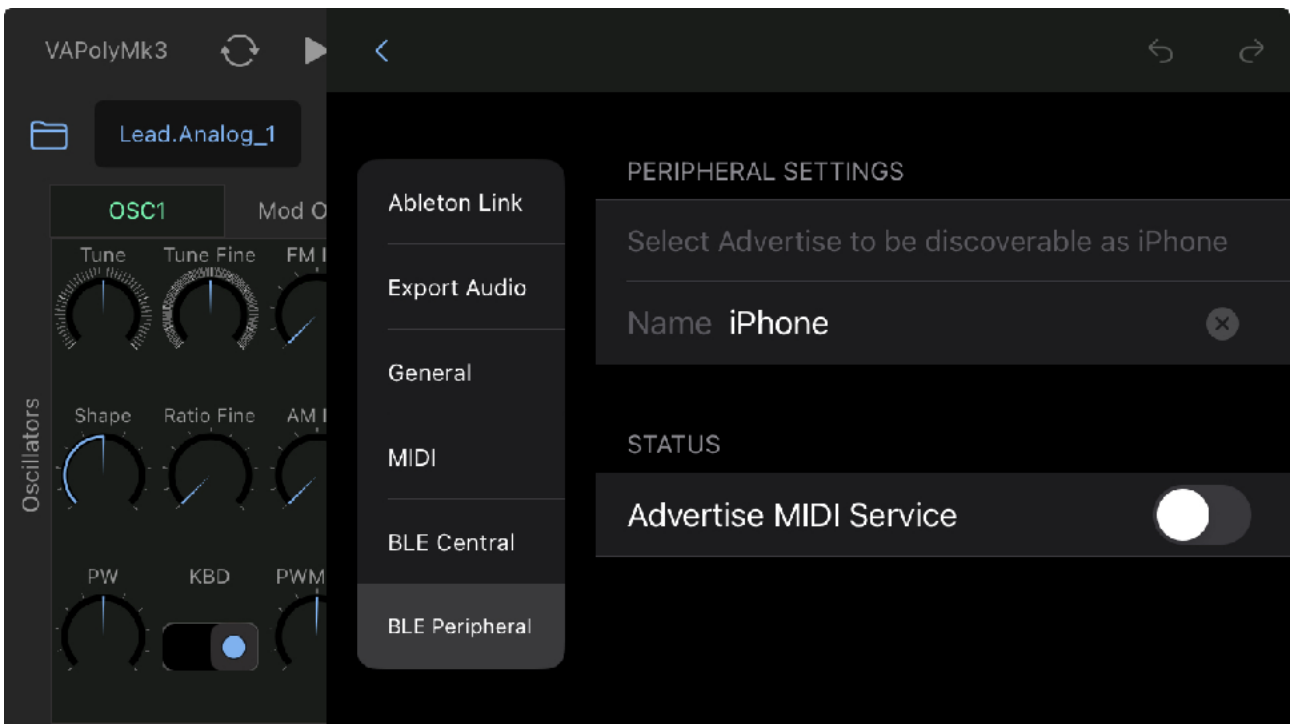 VAPolyMk3
Lead.Analog_1
OSC1
Mod O
Tune
Tune Fine
FM I
Shape
Ratio Fine
AM I
PW
KBD
PWM
Oscillators
Ableton Link
Export Audio
General
MIDI
BLE Central
BLE Peripheral
PERIPHERAL SETTINGS
Select Advertise to be discoverable as iPhone
Name iPhone
STATUS
Advertise MIDI Service